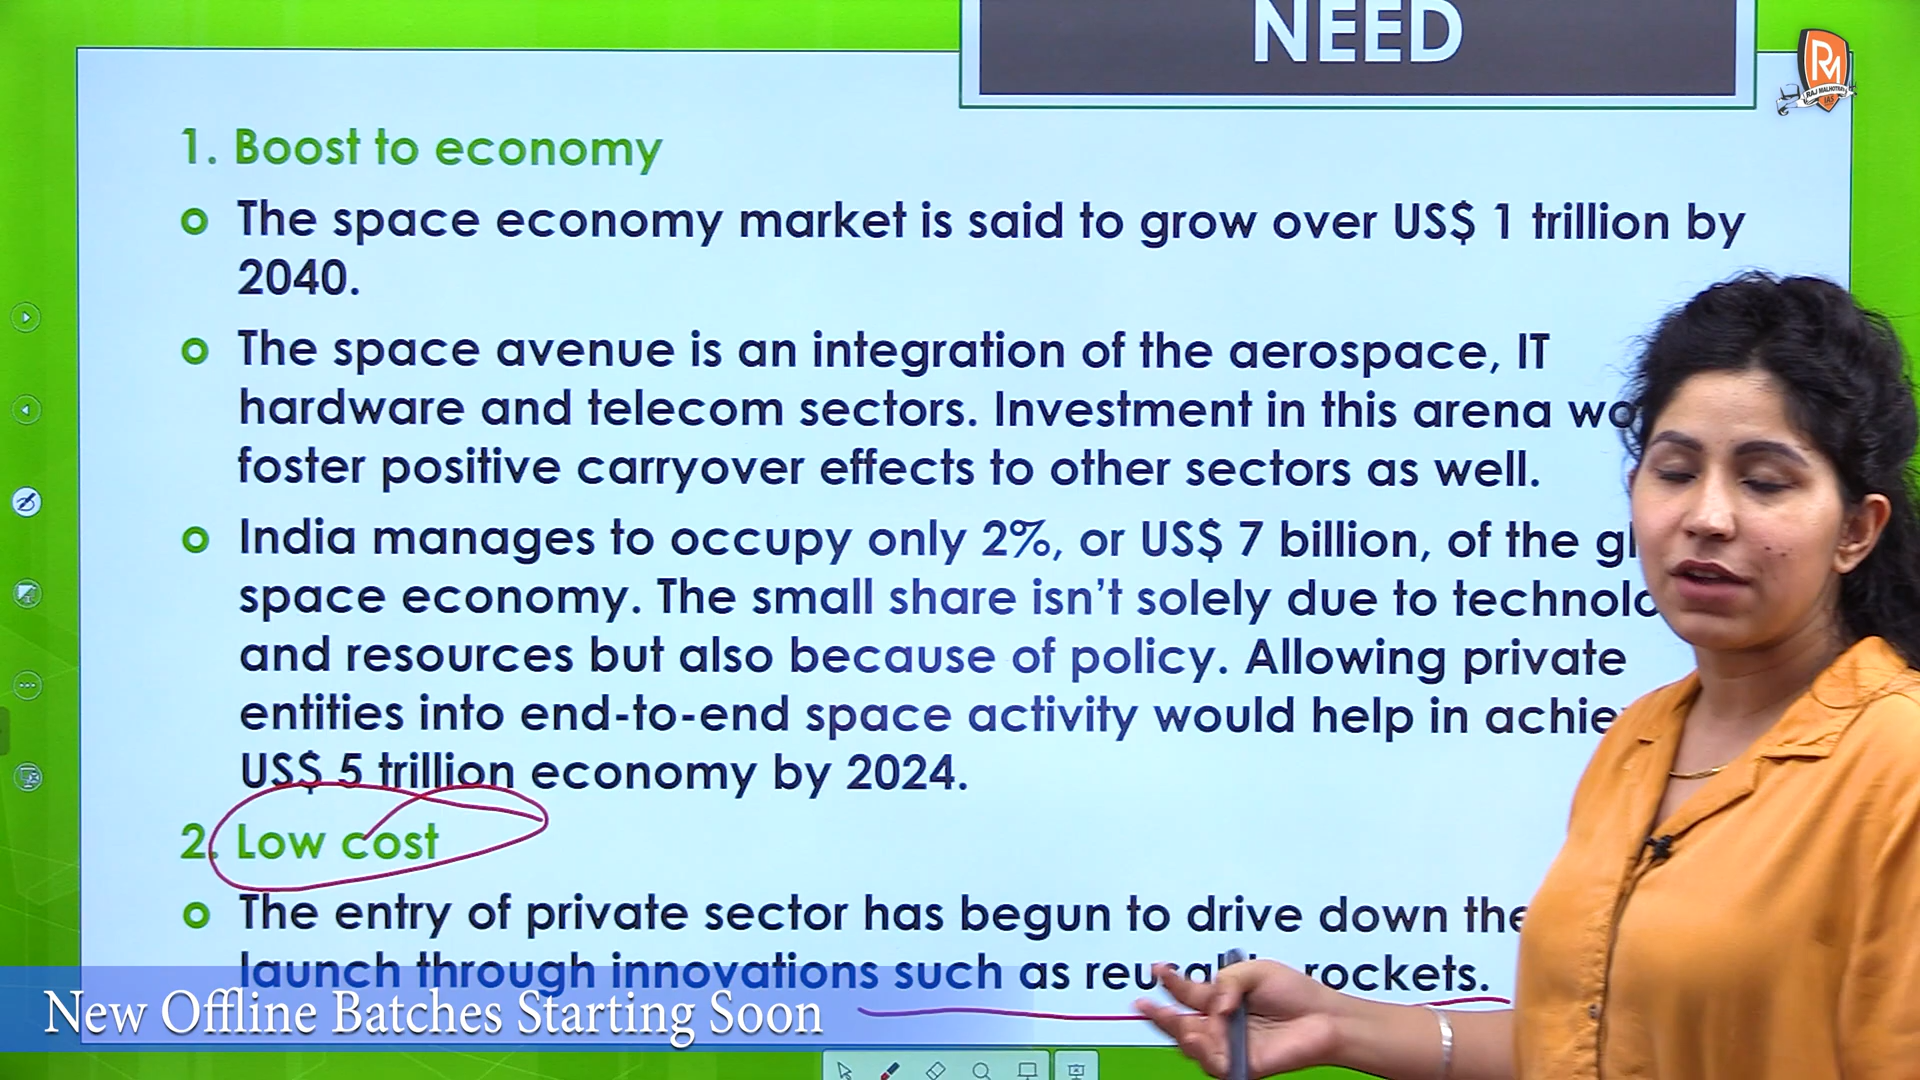 NEED
RAJ MALHOTRA'S
IAS
1. Boost to economy
The space economy market is said to grow over US$ 1 trillion by
2040.
The space avenue is an integration of the aerospace, IT
hardware and telecom sectors. Investment in this arena wo
foster positive carryover effects to other sectors as well.
India manages to occupy only 2%, or US$ 7 billion, of the gl
space economy. The small share isn't solely due to technolo
and resources but also because of policy. Allowing private
entities into end-to-end space activity would help in achie
US$ 5 trillion economy by 2024.
2. Low cost
The entry of private sector has begun to drive down the
launch through innovations such as rockets.
New Offline Batches Starting Soon